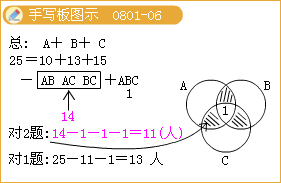 手写板图示 0801-06
总: A+ B+ C
25=10+13+15
- AB AC BC +ABC
1
14
对2题:14-1-1-1=11(人)
对1题:25-11-1=13 人
A
B
1
C